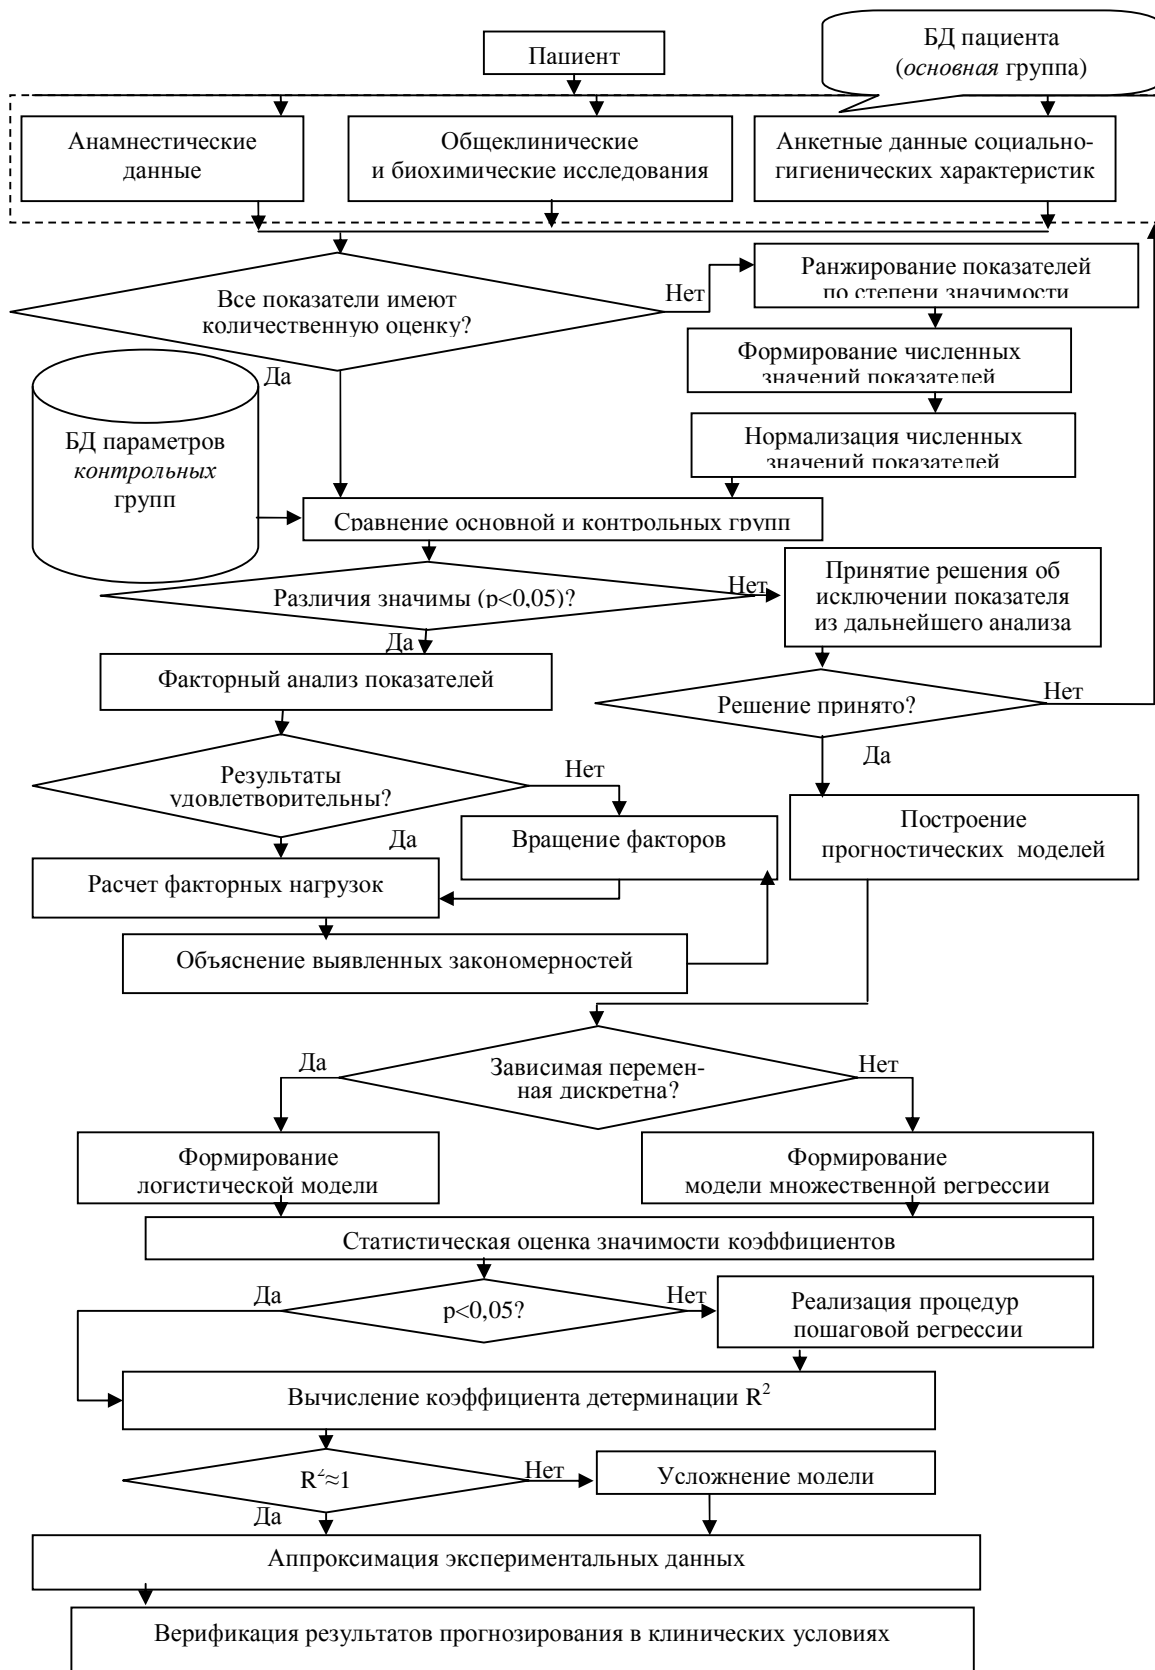 БД пациента
(основная группа)
Пациент
Анамнестические
данные
Общеклинические
и биохимические исследования
Анкетные данные социально-
гигиенических характеристик
Все показатели имеют
количественную оценку?
Нет
Ранжирование показателей
по степени значимости
Формирование численных
значений показателей
Да
БД параметров
контрольных
групп
Нормализация численных
значений показателей
Сравнение основной и контрольных групп
Различия значимы (p<0,05)?
Нет
Принятие решения об
исключении показателя
из дальнейшего анализа
Да
Факторный анализ показателей
Решение принято?
Нет
Да
Результаты
удовлетворительны?
Нет
Да
Вращение факторов
Построение
прогностических моделей
Расчет факторных нагрузок
Объяснение выявленных закономерностей
Да
Зависимая перемен-
ная дискретна?
Нет
Формирование
логистической модели
Формирование
модели множественной регрессии
Статистическая оценка значимости коэффициентов
Да
p<0,05?
Нет
Реализация процедур
пошаговой регрессии
Вычисление коэффициента детерминации R²
R²≈1
Нет
Усложнение модели
Да
Аппроксимация экспериментальных данных
Верификация результатов прогнозирования в клинических условиях